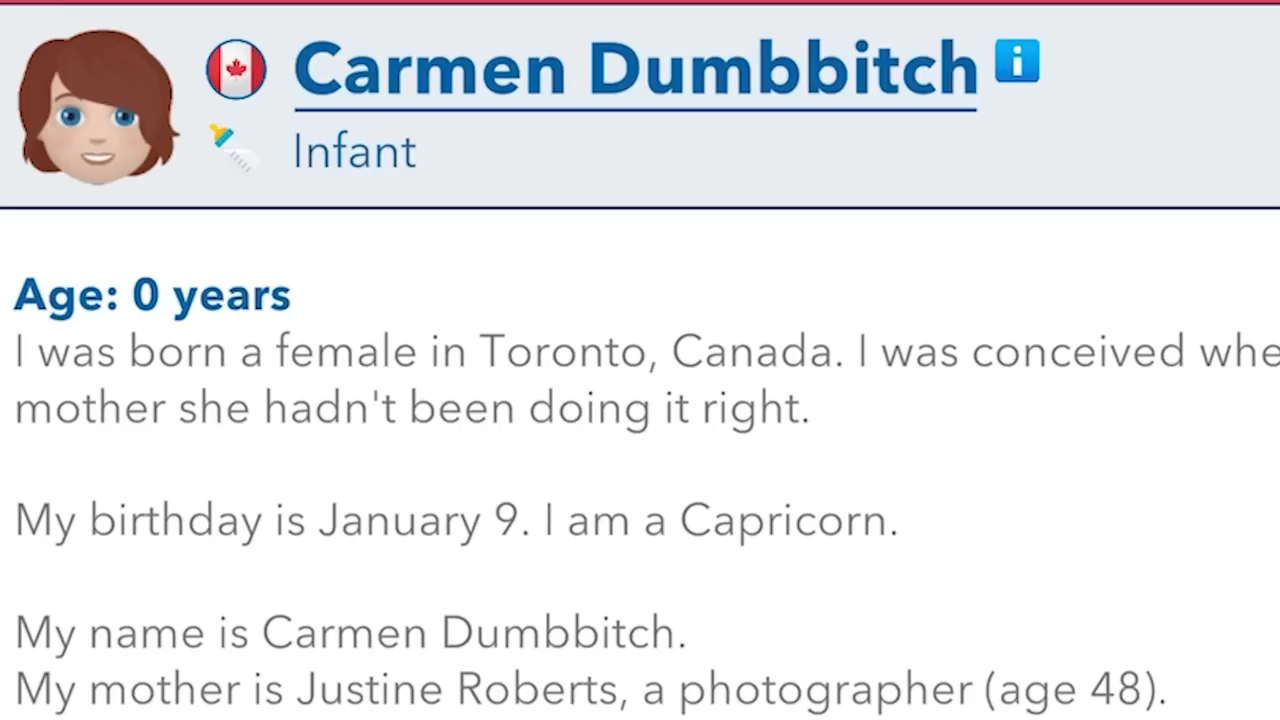 Carmen Dumbbitch
Infant
Age: 0 years
I was born a female in Toronto, Canada. I was conceived whe
mother she hadn't been doing it right.
My birthday is January 9. I am a Capricorn.
My name is Carmen Dumbbitch.
My mother is Justine Roberts, a photographer (age 48).